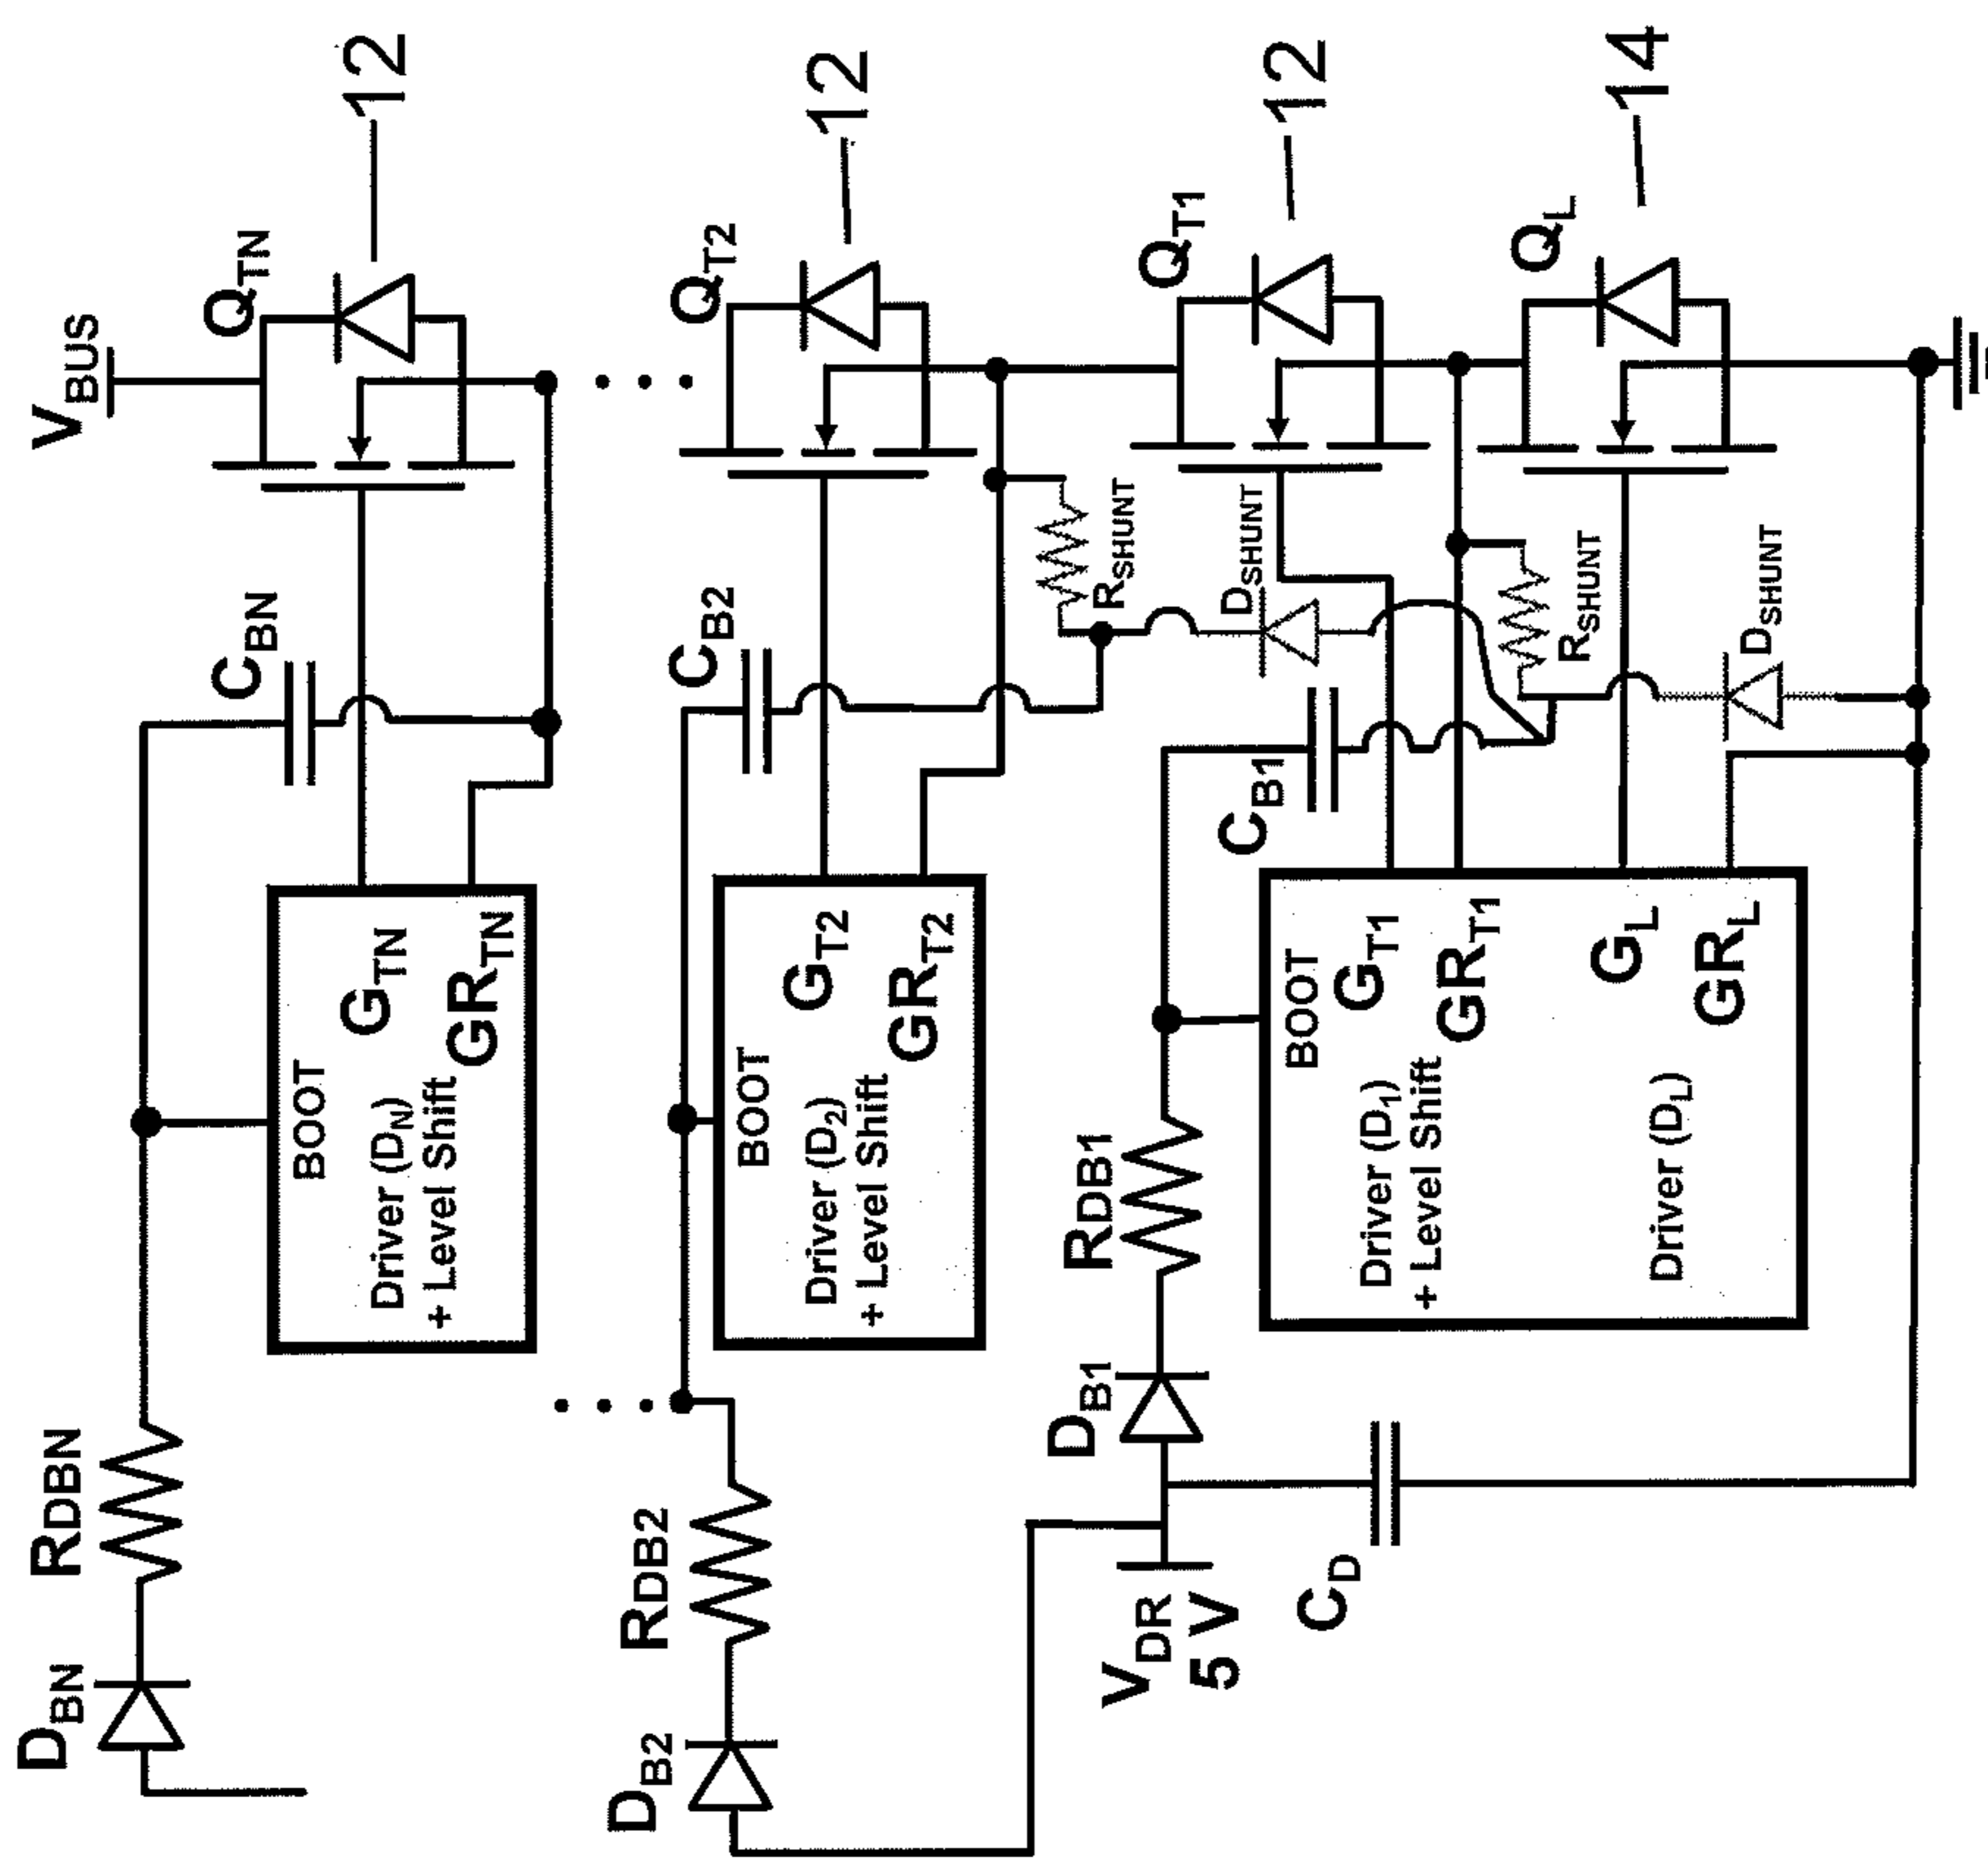 V_BUS
Q_TN
12
C_BN
R_DBN
D_BN
BOOT
G_TN
GR_TN
Driver (D_N)
+ Level Shift
Q_T2
12
C_B2
R_DB2
D_B2
BOOT
G_T2
GR_T2
Driver (D_2)
+ Level Shift
R_SHUNT
D_SHUNT
Q_T1
12
C_B1
R_DB1
D_B1
V_DR
5 V
C_D
BOOT
G_T1
GR_T1
Driver (D_1)
+ Level Shift
G_L
GR_L
Driver (D_L)
R_SHUNT
D_SHUNT
Q_L
14